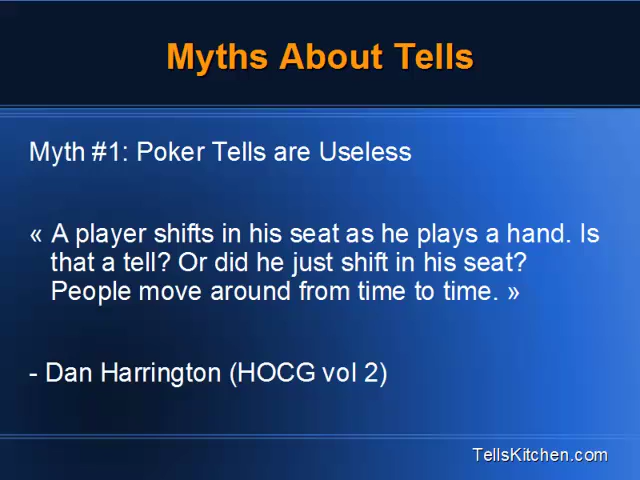 Myths About Tells
Myth #1: Poker Tells are Useless
« A player shifts in his seat as he plays a hand. Is
that a tell? Or did he just shift in his seat?
People move around from time to time. »
- Dan Harrington (HOCG vol 2)
TellsKitchen.com